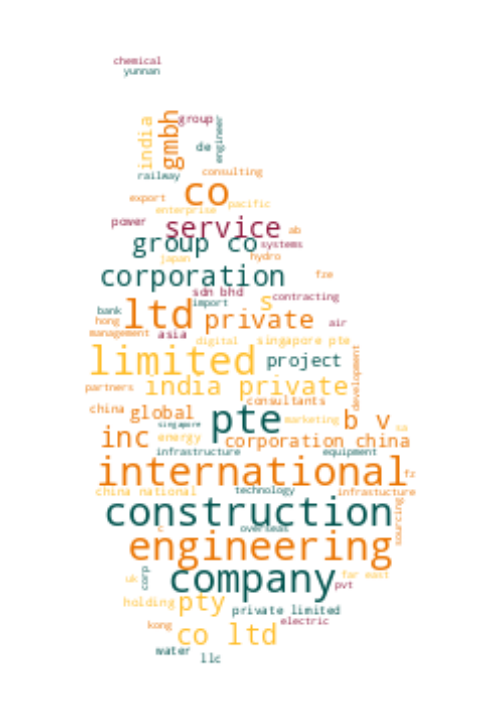 chemical
yunnan
india
gmbh
group
de
engineer
railway
consulting
co
export
enterprise
pacific
power
service
ab
group co
systems
japan
hydro
corporation
fze
sdn bhd
s
contracting
import
bank
ltd
private
hong
air
management
asia
digital
singapore pte
limited
project
development
partners
india private
consultants
china
global
pte
marketing
b v
singapore
sa
inc
energy
corporation china
infrastructure
equipment
international
fz
china national
technology
infrastucture
construction
sourcing
overseas
c
engineering
uk
corp
company
far east
pvt
holding
pty
private limited
kong
electric
co ltd
water
llc